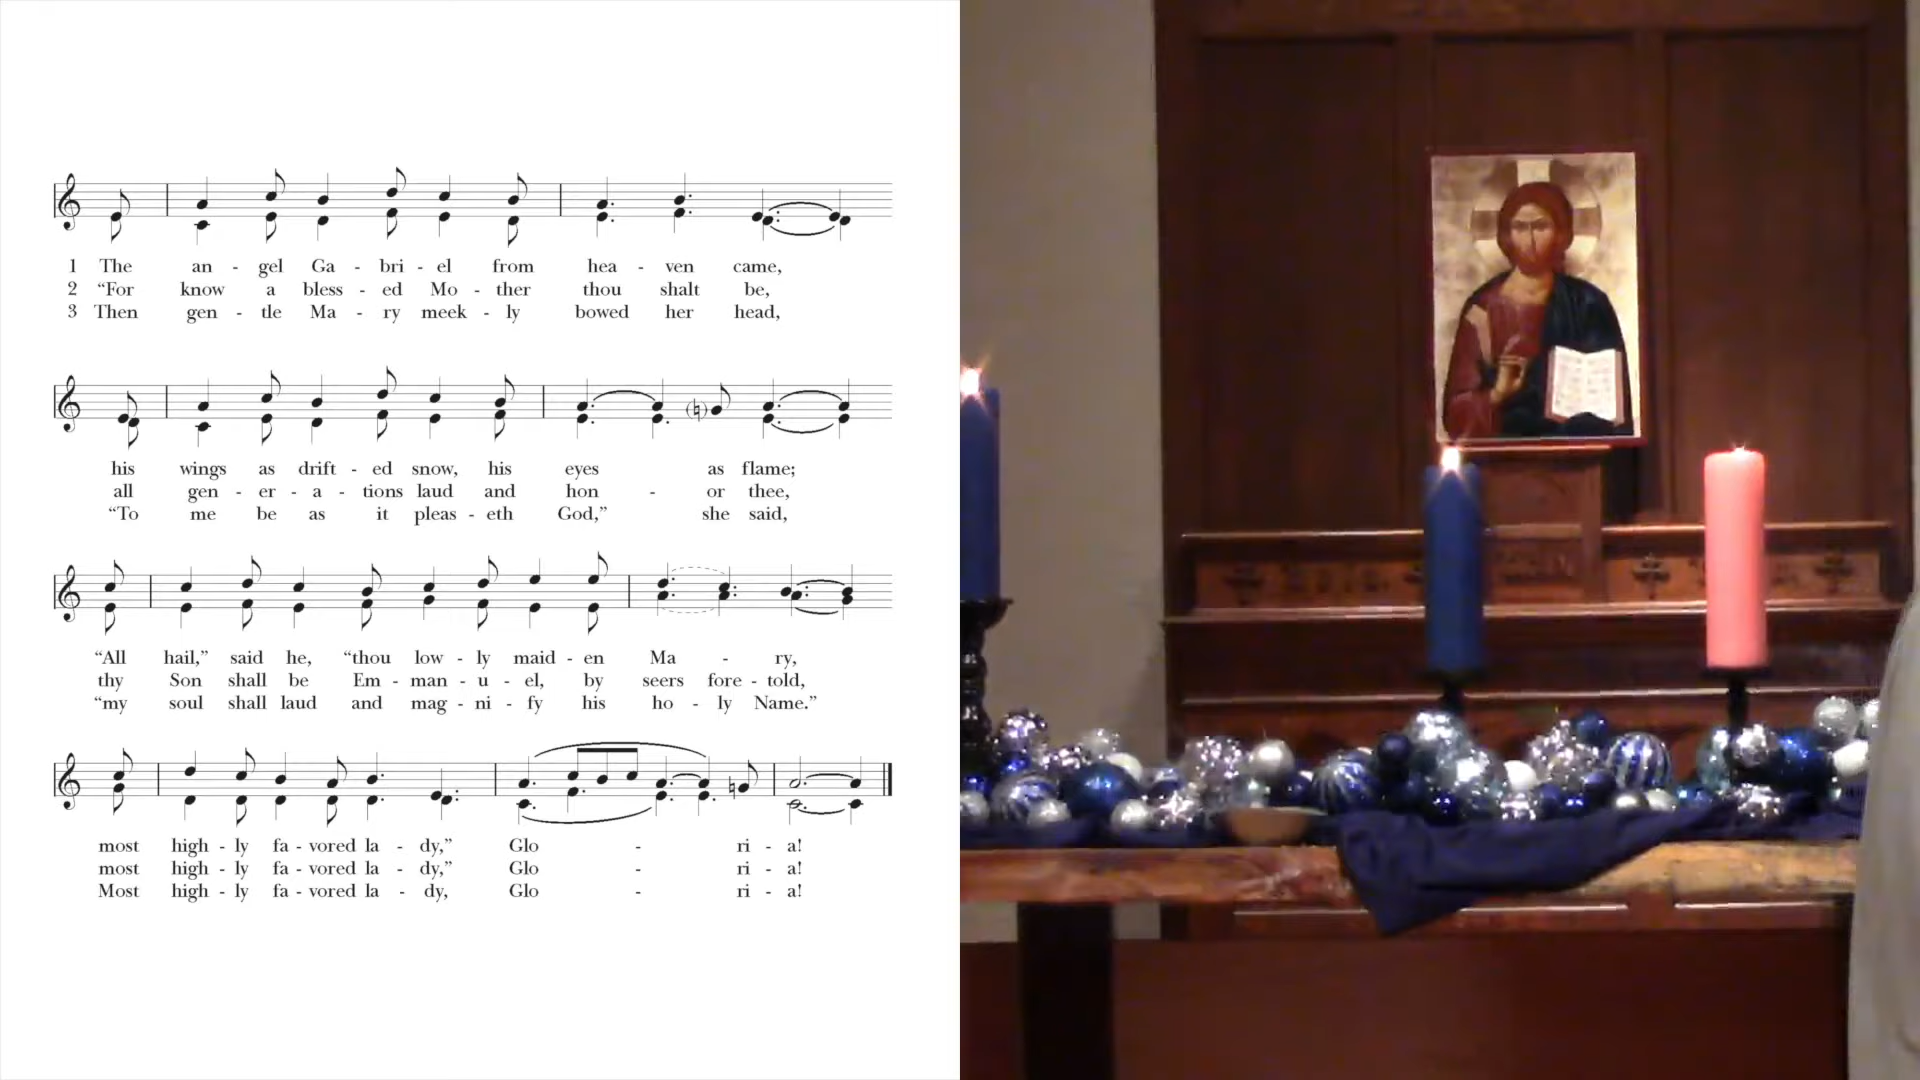 1 The an - gel Ga - bri - el from hea - ven came,
2 “For know a bless - ed Mo - ther thou shalt be,
3 Then gen - tle Ma - ry meek - ly bowed her head,
his wings as drift - ed snow, his eyes as flame;
all gen - er - a - tions laud and hon - or thee,
“To me be as it pleas - eth God,” she said,
“All hail,” said he, “thou low - ly maid - en Ma - ry,
thy Son shall be Em - man - u - el, by seers fore - told,
“my soul shall laud and mag - ni - fy his ho - ly Name.”
most high - ly fa - vored la - dy,” Glo - ri - a!
most high - ly fa - vored la - dy,” Glo - ri - a!
Most high - ly fa - vored la - dy, Glo - ri - a!